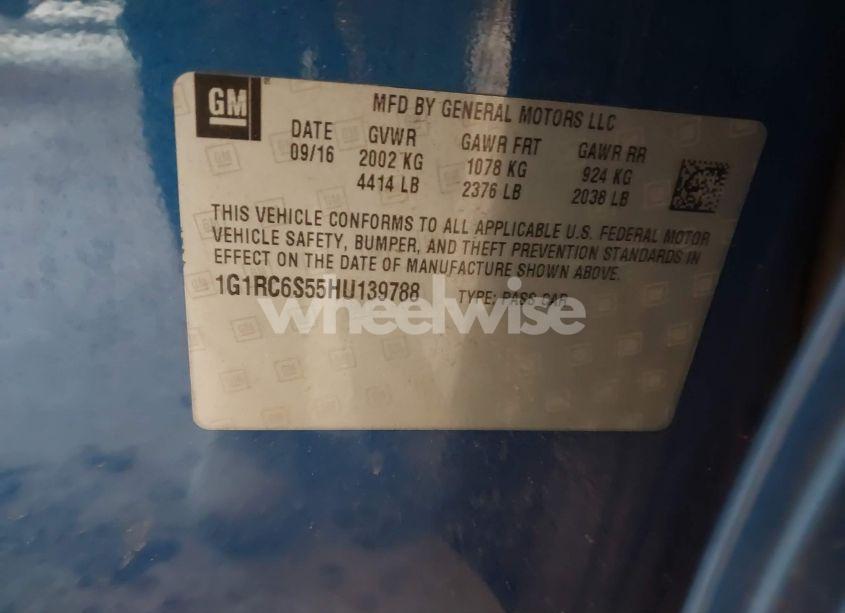 GM
MFD BY GENERAL MOTORS LLC
DATE GVWR GAWR FRT GAWR RR
09/16 2002 KG 1078 KG 924 KG
4414 LB 2376 LB 2038 LB
THIS VEHICLE CONFORMS TO ALL APPLICABLE U.S. FEDERAL MOTOR
VEHICLE SAFETY, BUMPER, AND THEFT PREVENTION STANDARDS IN
EFFECT ON THE DATE OF MANUFACTURE SHOWN ABOVE.
1G1RC6S55HU139788 TYPE: PASS CAR
wheelwise